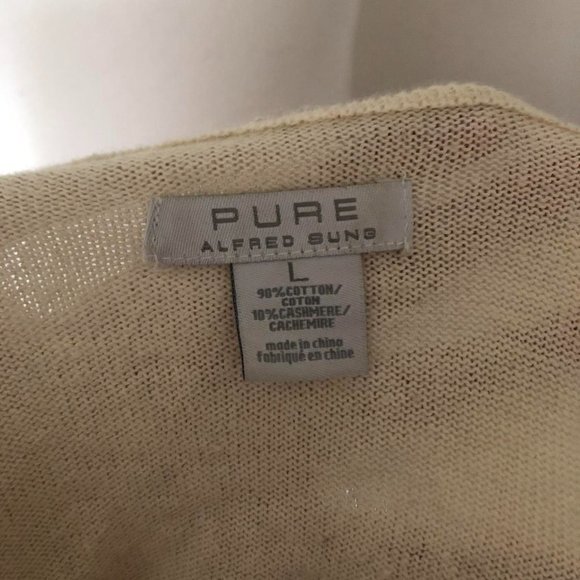 PURE
ALFRED SUNG
L
90%COTTON/
COTON
10%CASHMERE/
CACHEMIRE
made in china
fabriqué en chine